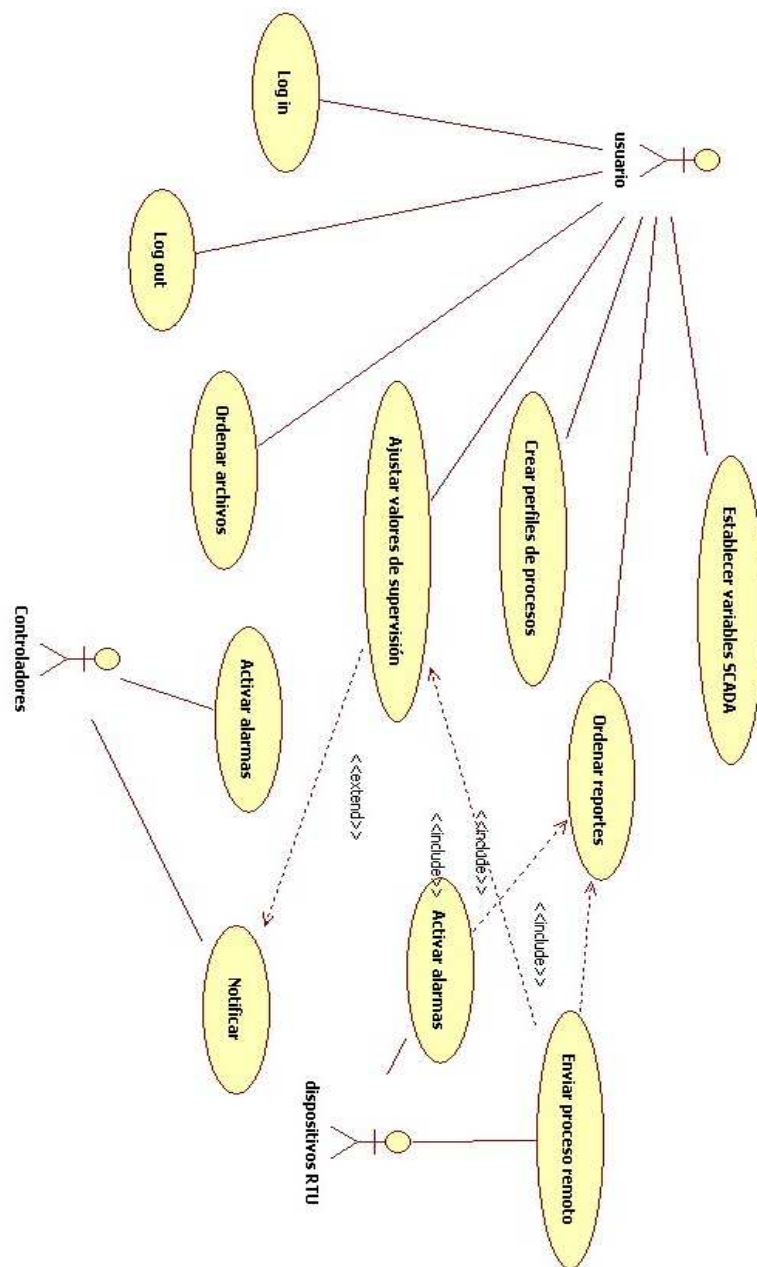 usuario
Log in
Log out
Ordenar archivos
Ajustar valores de supervisión
Crear perfiles de procesos
Establecer variables SCADA
Ordenar reportes
Controladores
Activar alarmas
Notificar
<<extend>>
<<include>>
<<include>>
<<include>>
Activar alarmas
Enviar proceso remoto
dispositivos RTU